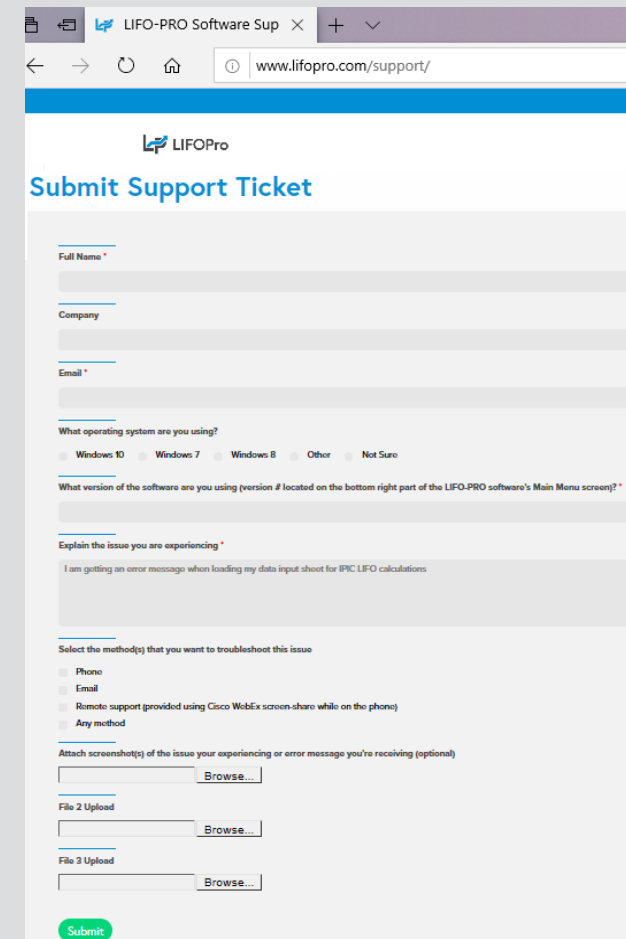 LIFO-PRO Software Sup
www.lifopro.com/support/
LIFOPro
Submit Support Ticket
Full Name *
Company
Email *
What operating system are you using?
Windows 10 Windows 7 Windows 8 Other Not Sure
What version of the software are you using (version # located on the bottom right part of the LIFO-PRO software's Main Menu screen)? *
Explain the issue you are experiencing *
I am getting an error message when loading my data input sheet for IPIC LIFO calculations
Select the method(s) that you want to troubleshoot this issue
Phone
Email
Remote support (provided using Cisco WebEx screen-share while on the phone)
Any method
Attach screenshot(s) of the issue your experiencing or error message you're receiving (optional)
Browse...
File 2 Upload
Browse...
File 3 Upload
Browse...
Submit